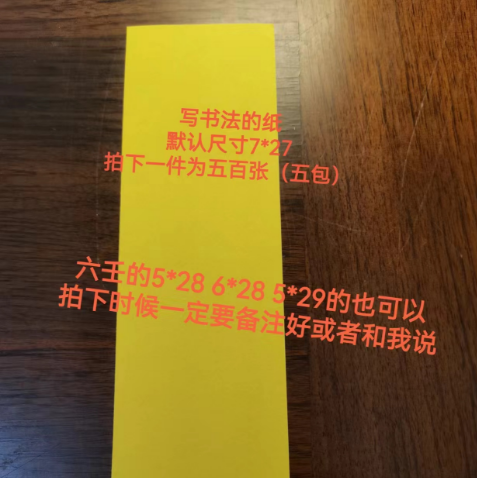 写书法的纸
默认尺寸7*27
拍下一件为五百张（五包）
六壬的5*28 6*28 5*29的也可以
拍下时候一定要备注好或者和我说